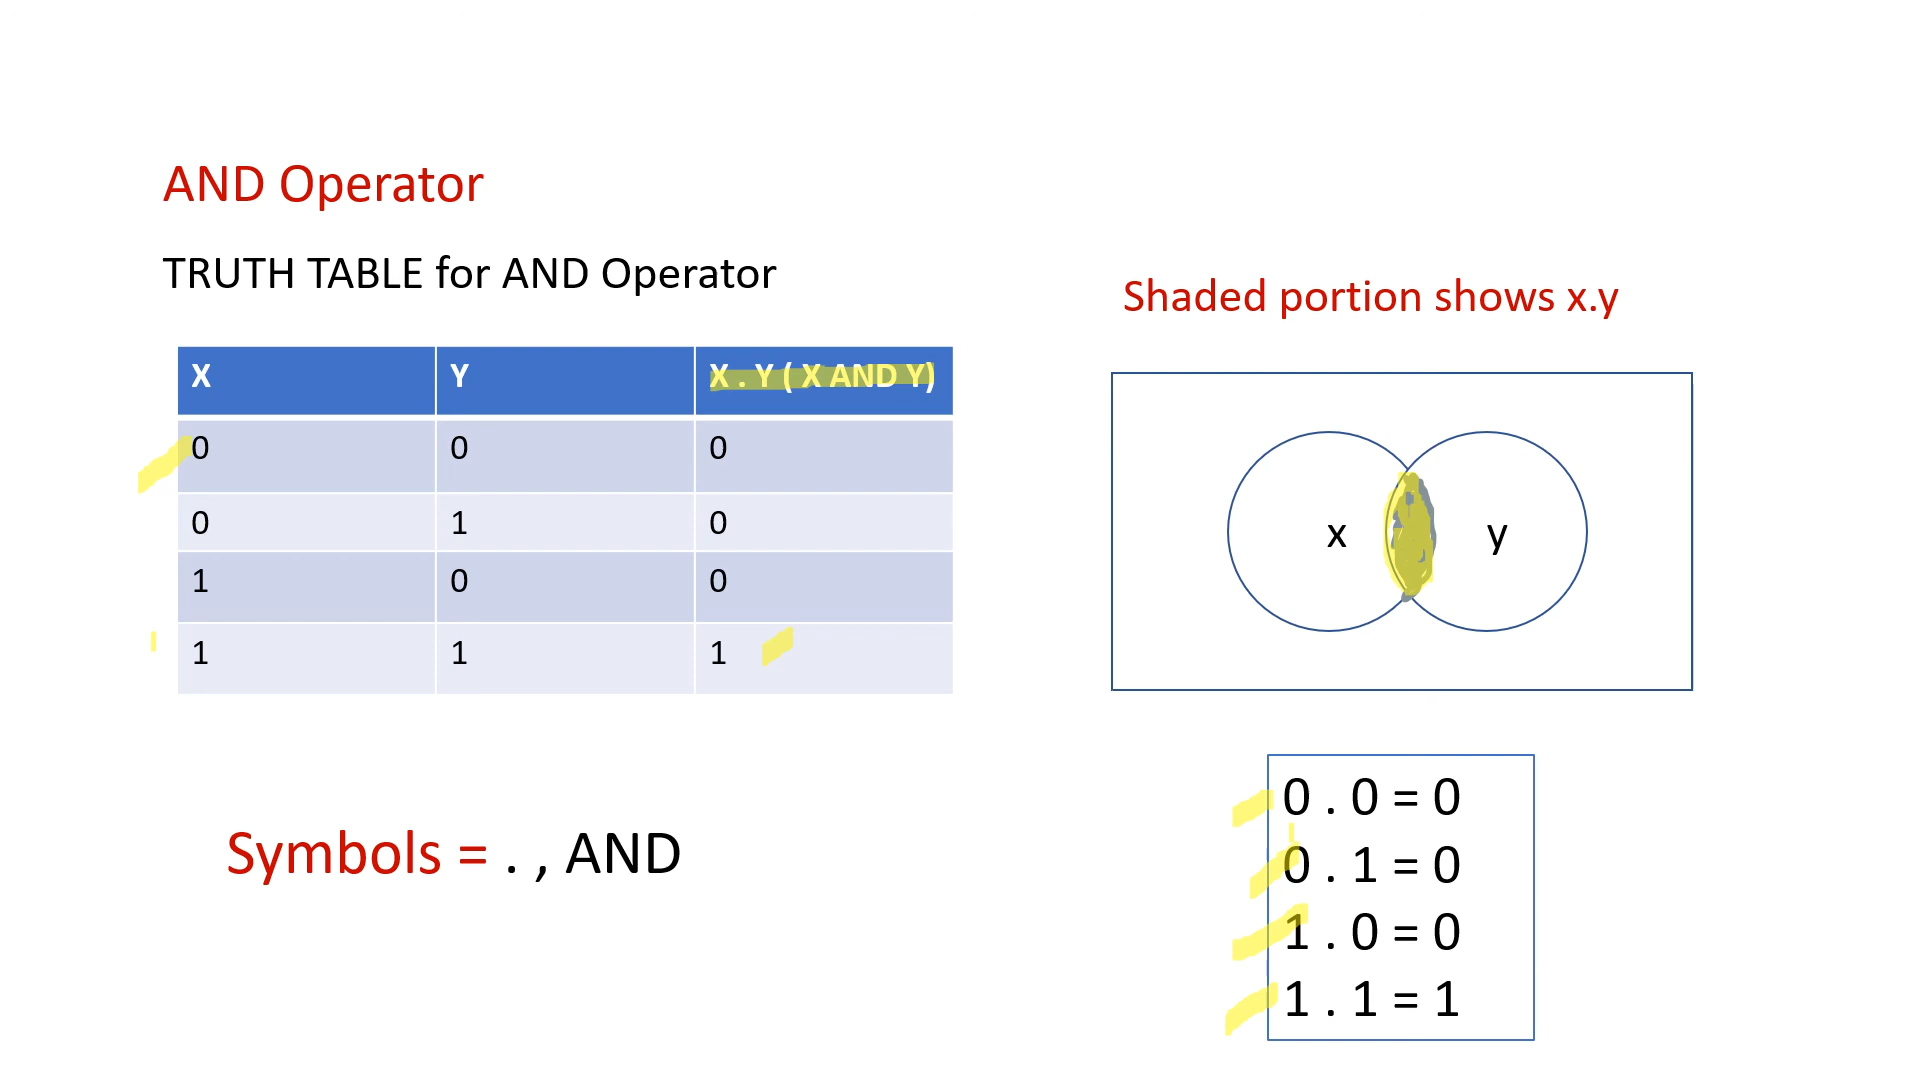 AND Operator
TRUTH TABLE for AND Operator
X Y X . Y ( X AND Y)
0 0 0
0 1 0
1 0 0
1 1 1
Symbols = . , AND
Shaded portion shows x.y
x y
0 . 0 = 0
0 . 1 = 0
1 . 0 = 0
1 . 1 = 1